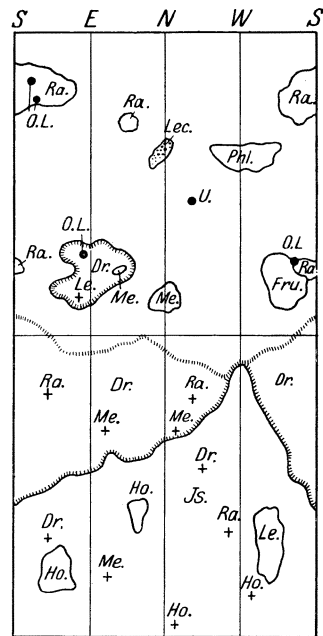 S E N W S
Ra. Ra. Ra.
O.L. Lec. Phl.
U.
O.L. O.L
Ra. Dr. Ra.
Le. Me. Me. Fru.
Ra. Dr. Ra. Dr.
Me. Me.
Dr.
Ho. Js. Ra.
Dr. Le.
Ho. Me. Ho.
Ho.